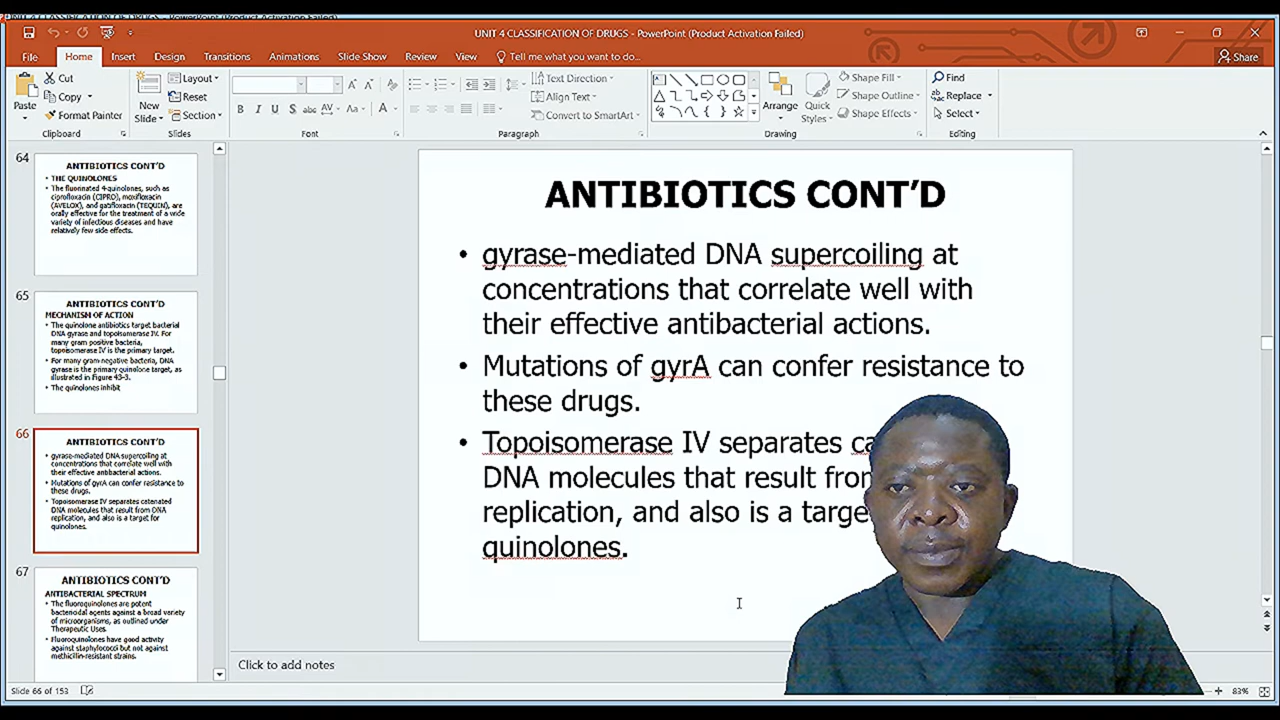 UNIT 4 CLASSIFICATION OF DRUGS - PowerPoint (Product Activation Failed)
File Home Insert Design Transitions Animations Slide Show Review View Tell me what you want to do... Share
Cut Copy Format Painter Paste
New Slide Layout Reset Section
B I U S abc AV Aa A
Text Direction Align Text Convert to SmartArt
Arrange Quick Styles Shape Fill Shape Outline Shape Effects
Find Replace Select
Clipboard Slides Font Paragraph Drawing Editing
64
ANTIBIOTICS CONT'D
• THE QUINOLONES
• The fluorinated 4-quinolones, such as
ciprofloxacin (CIPRO), moxifloxacin
(AVELOX), and gatifloxacin (TEQUIN), are
orally effective for the treatment of a wide
variety of infectious diseases and have
relatively few side effects.
65
ANTIBIOTICS CONT'D
MECHANISM OF ACTION
• The quinolone antibiotics target bacterial
DNA gyrase and topoisomerase IV. For
many gram positive bacteria,
topoisomerase IV is the primary target.
• For many gram-negative bacteria, DNA
gyrase is the primary quinolone target, as
illustrated in Figure 43-3.
• The quinolones inhibit
66
ANTIBIOTICS CONT'D
• gyrase-mediated DNA supercoiling at
concentrations that correlate well with
their effective antibacterial actions.
• Mutations of gyrA can confer resistance to
these drugs.
• Topoisomerase IV separates catenated
DNA molecules that result from DNA
replication, and also is a target for
quinolones.
67
ANTIBIOTICS CONT'D
ANTIBACTERIAL SPECTRUM
• The fluoroquinolones are potent
bactericidal agents against a broad variety
of microorganisms, as outlined under
Therapeutic Uses.
• Fluoroquinolones have good activity
against staphylococci but not against
methicillin-resistant strains.
ANTIBIOTICS CONT'D
• gyrase-mediated DNA supercoiling at
concentrations that correlate well with
their effective antibacterial actions.
• Mutations of gyrA can confer resistance to
these drugs.
• Topoisomerase IV separates ca
DNA molecules that result from
replication, and also is a targe
quinolones.
Click to add notes
Slide 66 of 153
83%